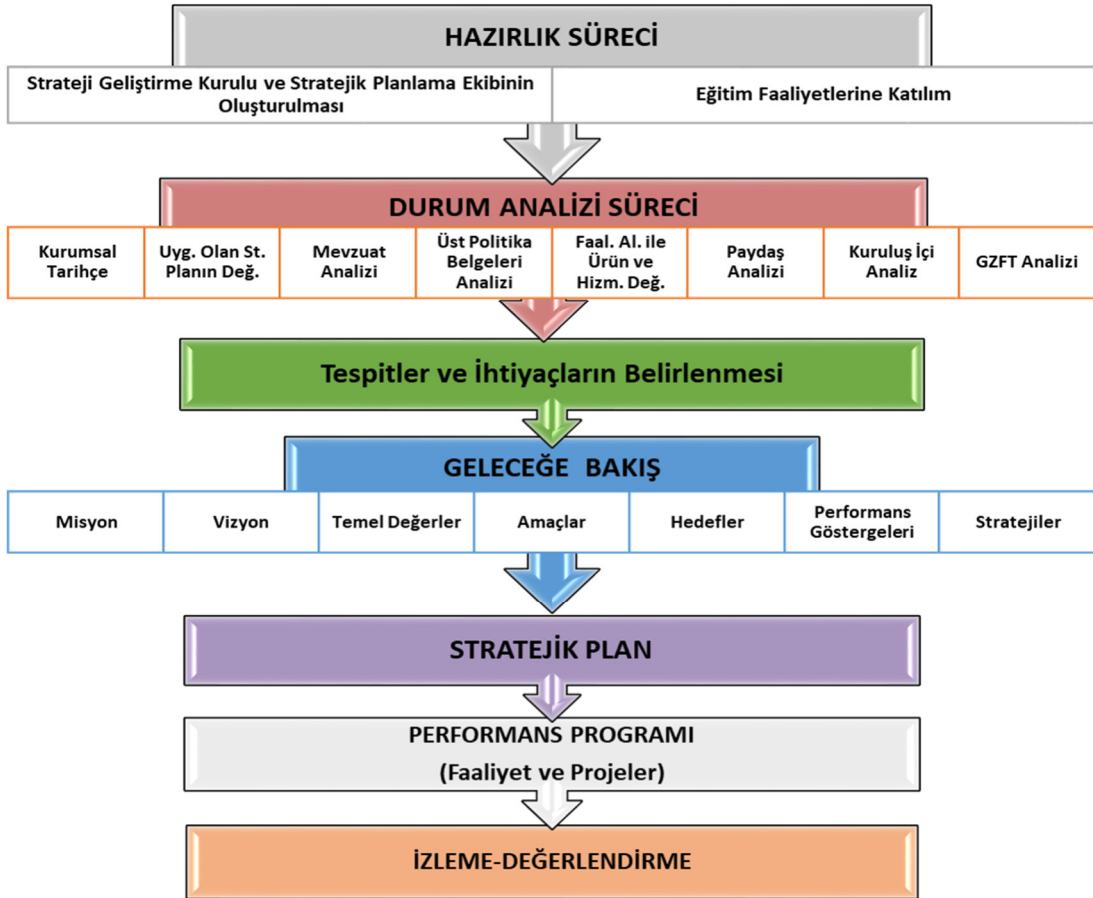 HAZIRLIK SÜRECİ
Strateji Geliştirme Kurulu ve Stratejik Planlama Ekibinin
Oluşturulması
Eğitim Faaliyetlerine Katılım
DURUM ANALİZİ SÜRECİ
Kurumsal
Tarihçe
Uyg. Olan St.
Planın Değ.
Mevzuat
Analizi
Üst Politika
Belgeleri
Analizi
Faal. Al. ile
Ürün ve
Hizm. Değ.
Paydaş
Analizi
Kuruluş İçi
Analiz
GZFT Analizi
Tespitler ve İhtiyaçların Belirlenmesi
GELECEĞE BAKIŞ
Misyon
Vizyon
Temel Değerler
Amaçlar
Hedefler
Performans
Göstergeleri
Stratejiler
STRATEJİK PLAN
PERFORMANS PROGRAMI
(Faaliyet ve Projeler)
İZLEME-DEĞERLENDİRME